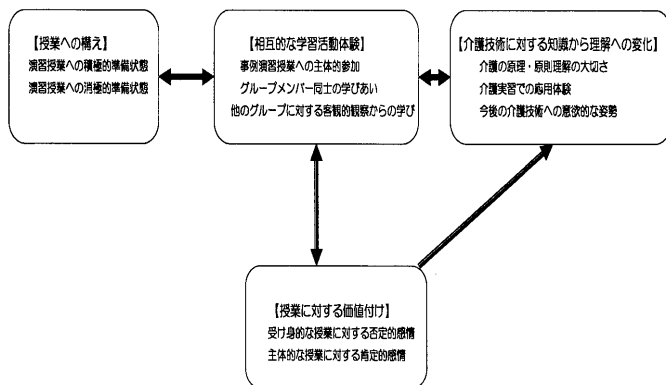 【授業への構え】
演習授業への積極的準備状態
演習授業への消極的準備状態
【相互的な学習活動体験】
事例演習授業への主体的参加
グループメンバー同士の学びあい
他のグループに対する客観的観察からの学び
【介護技術に対する知識から理解への変化】
介護の原理・原則理解の大切さ
介護実習での応用体験
今後の介護技術への意欲的な姿勢
【授業に対する価値付け】
受け身的な授業に対する否定的感情
主体的な授業に対する肯定的感情